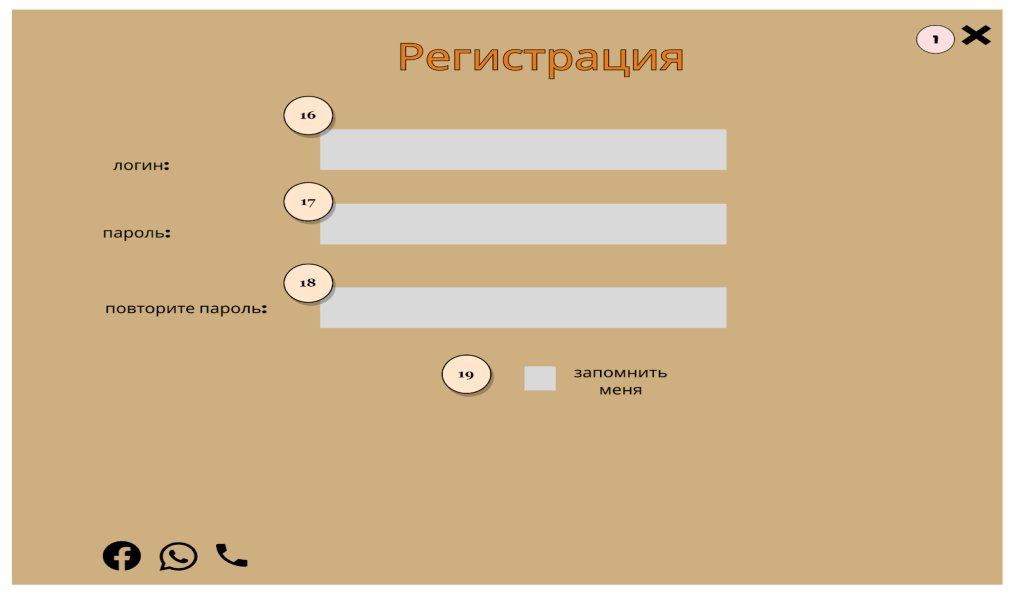 Регистрация
1
16
логин:
17
пароль:
18
повторите пароль:
19
запомнить
меня